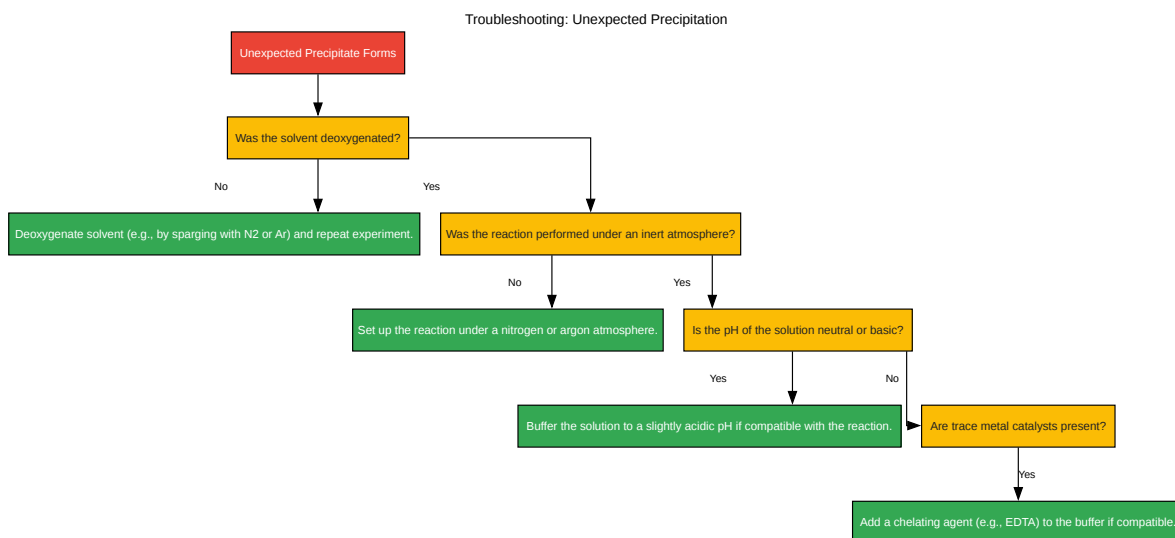 Troubleshooting: Unexpected Precipitation
Unexpected Precipitate Forms
Was the solvent deoxygenated?
No
Yes
Deoxygenate solvent (e.g., by sparging with N2 or Ar) and repeat experiment.
Was the reaction performed under an inert atmosphere?
No
Yes
Set up the reaction under a nitrogen or argon atmosphere.
Is the pH of the solution neutral or basic?
Yes
No
Buffer the solution to a slightly acidic pH if compatible with the reaction.
Are trace metal catalysts present?
Yes
Add a chelating agent (e.g., EDTA) to the buffer if compatible.